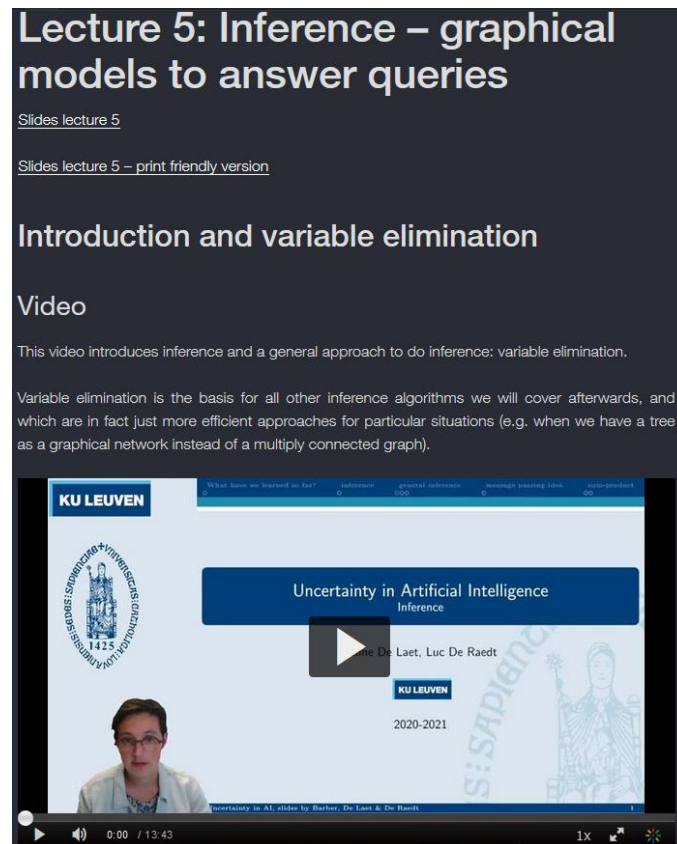 Lecture 5: Inference – graphical
models to answer queries
Slides lecture 5
Slides lecture 5 – print friendly version
Introduction and variable elimination
Video
This video introduces inference and a general approach to do inference: variable elimination.
Variable elimination is the basis for all other inference algorithms we will cover afterwards, and
which are in fact just more efficient approaches for particular situations (e.g. when we have a tree
as a graphical network instead of a multiply connected graph).
What have we learned so far? inference general inference message passing idea sum-product
KU LEUVEN
Uncertainty in Artificial Intelligence
Inference
De Laet, Luc De Raedt
1425
KU LEUVEN
2020-2021
Uncertainty in AI, slides by Barber, De Laet & De Raedt 1
0:00 / 13:43 1x